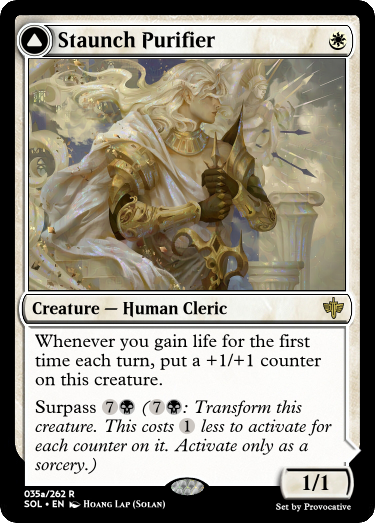 Staunch Purifier
Creature — Human Cleric
Whenever you gain life for the first
time each turn, put a +1/+1 counter
on this creature.
Surpass 7 (7: Transform this
creature. This costs 1 less to activate for
each counter on it. Activate only as a
sorcery.)
1/1
035a/262 R
SOL • EN Hoang Lap (Solan)
Set by Provocative